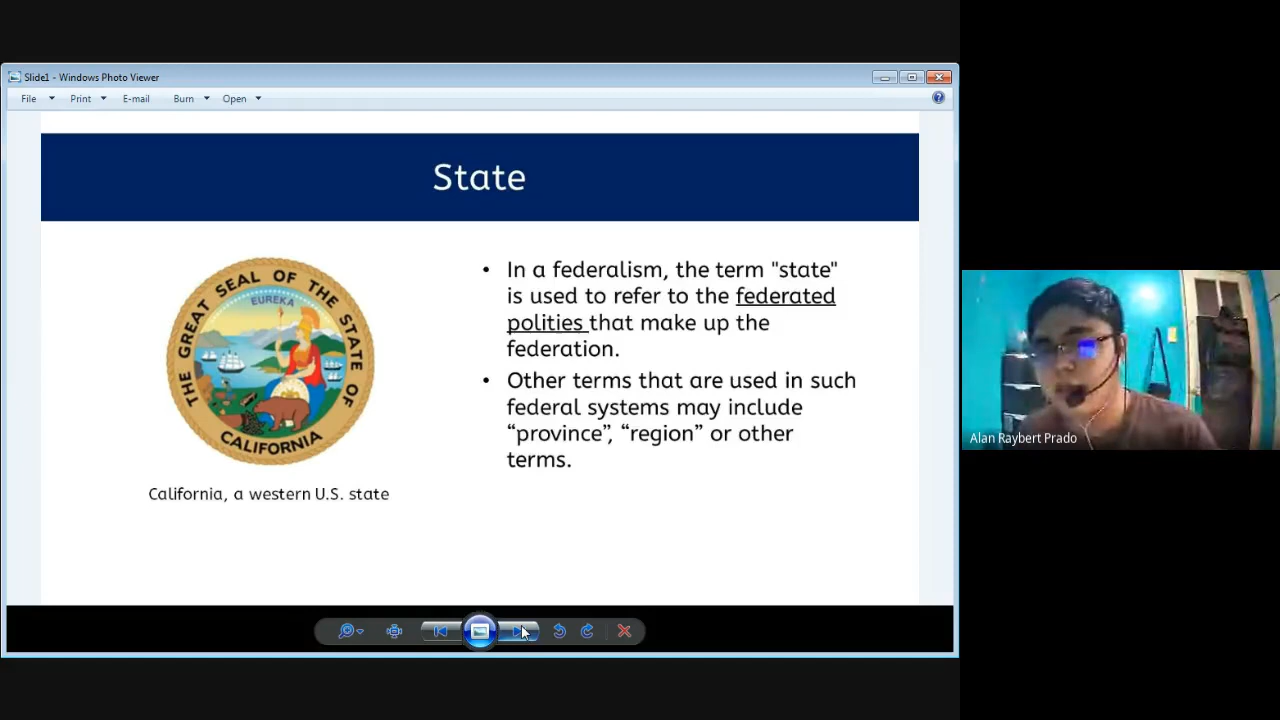 Slide1 - Windows Photo Viewer
File Print E-mail Burn Open
State
THE GREAT SEAL OF THE STATE OF CALIFORNIA
EUREKA
California, a western U.S. state
• In a federalism, the term "state"
is used to refer to the federated
polities that make up the
federation.
• Other terms that are used in such
federal systems may include
“province”, “region” or other
terms.
Alan Raybert Prado